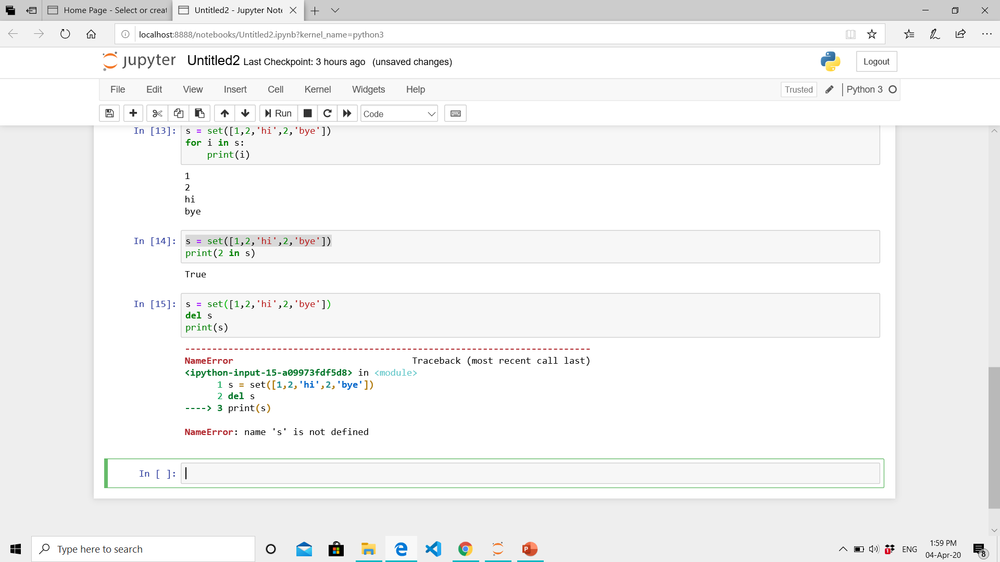 Home Page - Select or creat
Untitled2 - Jupyter Note
localhost:8888/notebooks/Untitled2.ipynb?kernel_name=python3
jupyter Untitled2 Last Checkpoint: 3 hours ago (unsaved changes)
Logout
File Edit View Insert Cell Kernel Widgets Help
Trusted Python 3
Run Code
In [13]: s = set([1,2,'hi',2,'bye'])
for i in s:
    print(i)
1
2
hi
bye
In [14]: s = set([1,2,'hi',2,'bye'])
print(2 in s)
True
In [15]: s = set([1,2,'hi',2,'bye'])
del s
print(s)
---------------------------------------------------------------------------
NameError                                 Traceback (most recent call last)
<ipython-input-15-a09973fdf5d8> in <module>
      1 s = set([1,2,'hi',2,'bye'])
      2 del s
----> 3 print(s)
NameError: name 's' is not defined
In [ ]:
Type here to search
1
ENG
1:59 PM
04-Apr-20
8